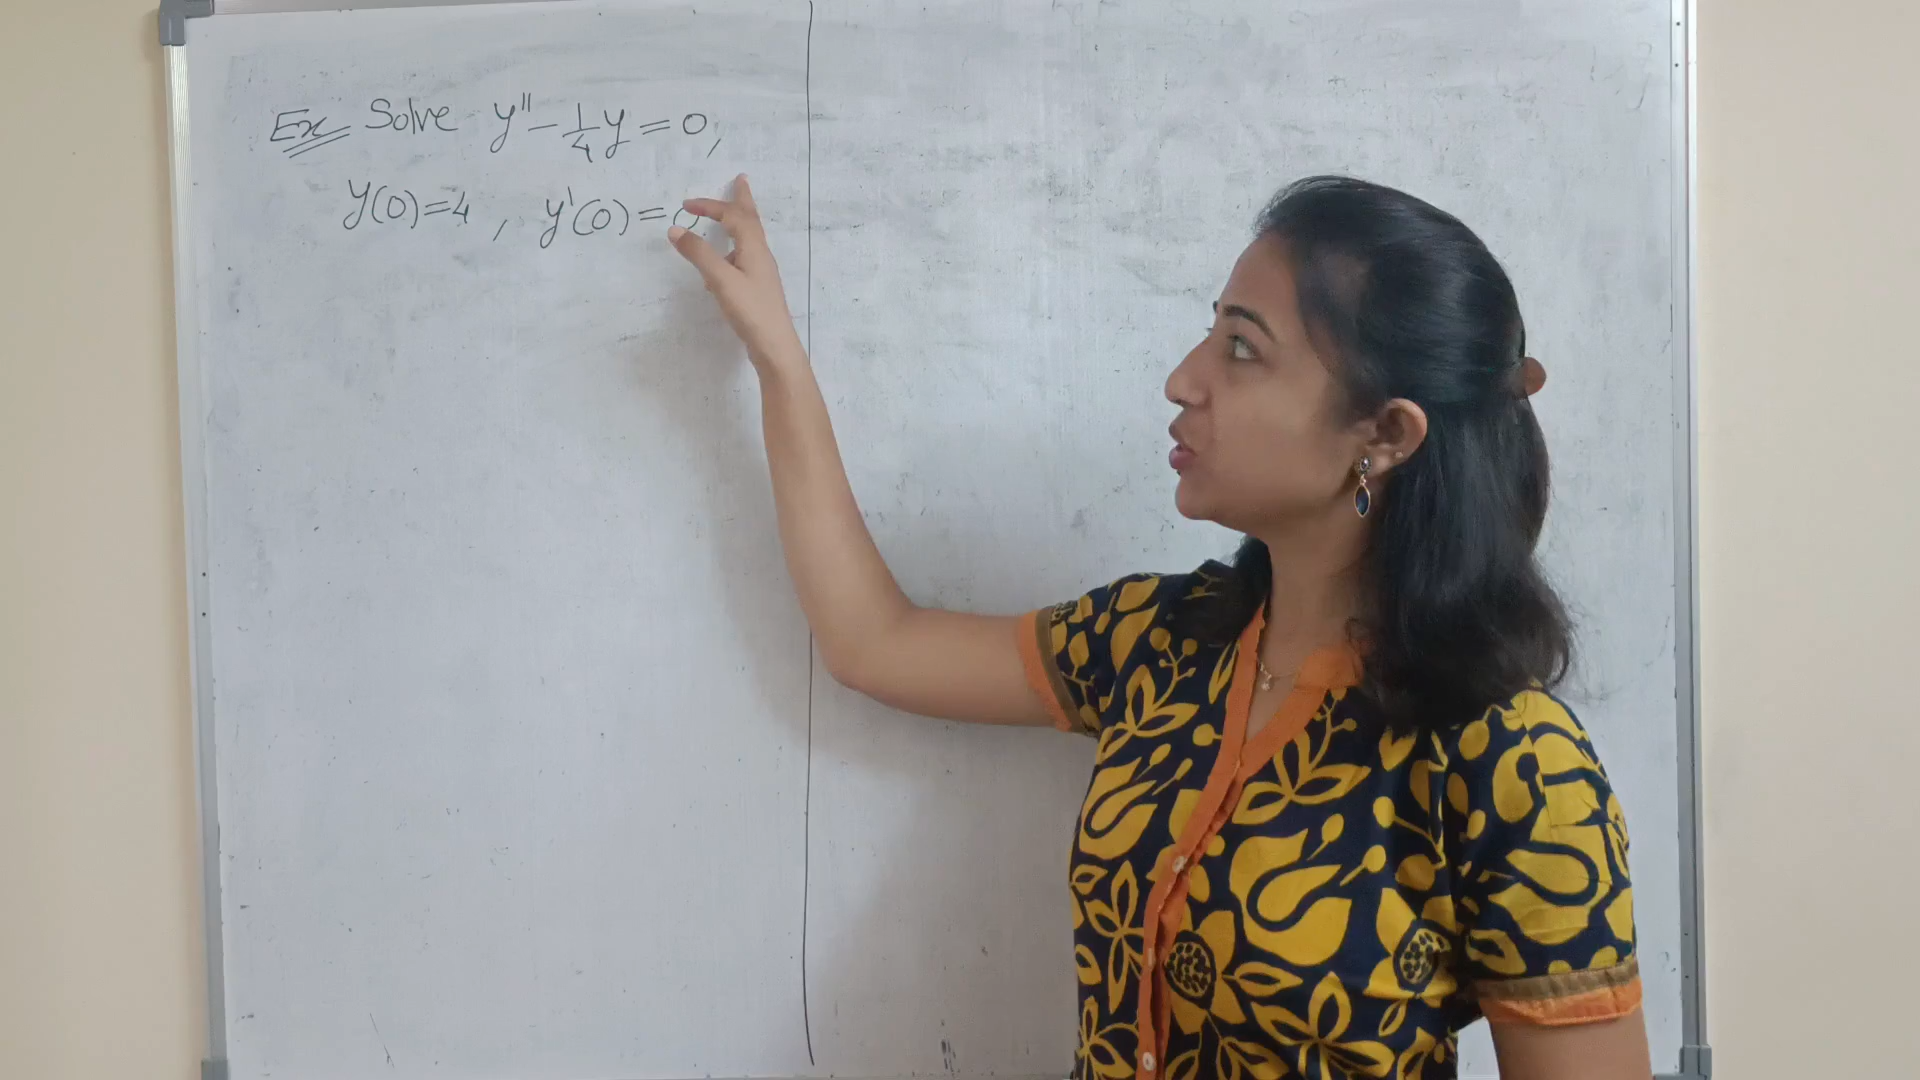 Ex Solve y'' - 1/4 y = 0,
y(0)=4, y'(0)=0